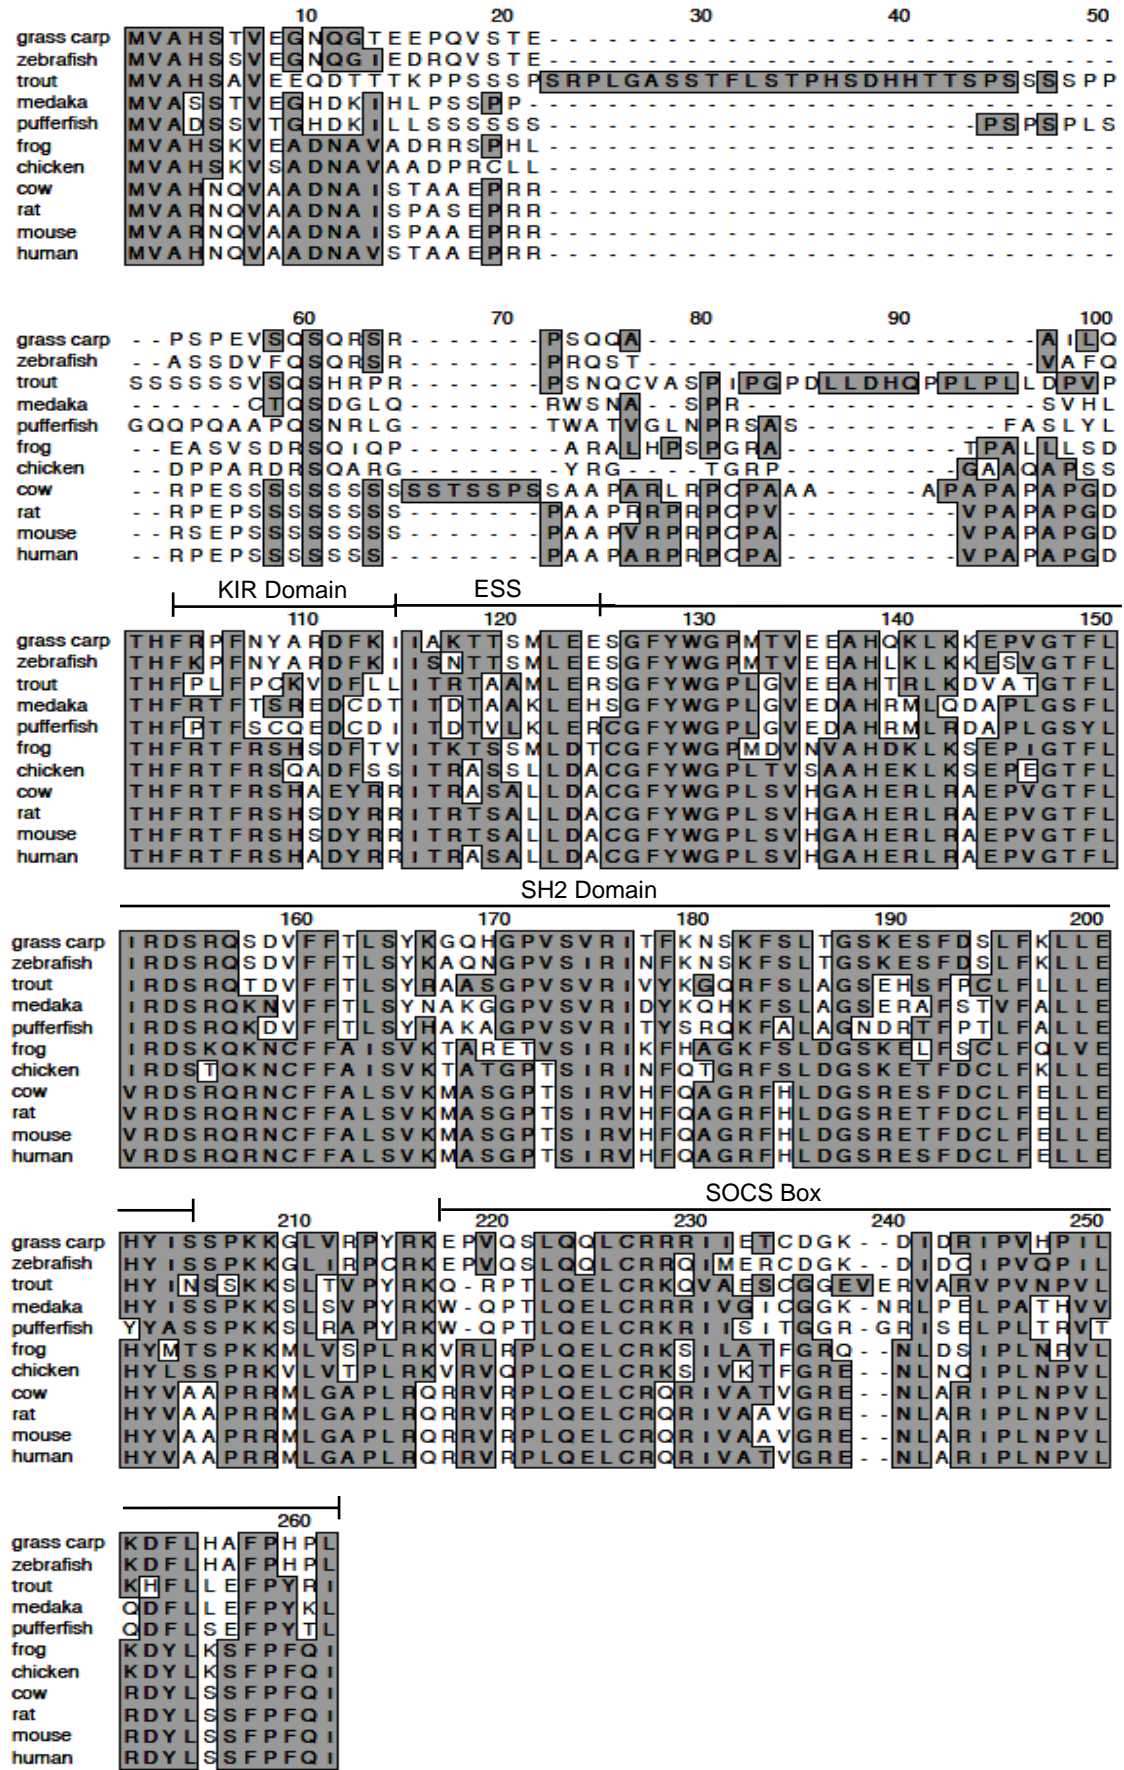 10 20 30 40 50
grass carp MVAHSTVEGNQGTEEPQVSTE-----------------------------
zebrafish MVAHSSVEGNQGIEDRQVSTE-----------------------------
trout MVAHSAVEEQDTTTKPPSSSPSRPLGASSTFLSTPHSDHHTTSPSSSSPP
medaka MVASSTVEGHDKIHLPSSPP------------------------------
pufferfish MVADSSVTGHDKILLSSSSSS----------------------PSPSPLS
frog MVAHSKVEADNAVADRRSPHL-----------------------------
chicken MVAHSKVSADNAVAADPRCLL-----------------------------
cow MVAHNQVAADNAISTAAEPRR-----------------------------
rat MVARNQVAADNAISPASEPRR-----------------------------
mouse MVARNQVAADNAISPAAEPRR-----------------------------
human MVAHNQVAADNAVSTAAEPRR-----------------------------
60 70 80 90 100
grass carp --PSPEVSQSQRSR-------PSQQA--------------------AILQ
zebrafish --ASSDVFQSQRSR-------PRQST--------------------VAFQ
trout SSSSSSVSQSHRPR-------PSNQCVASPIPGPDLLDHQPPLPLLDPVP
medaka ------CTQSDGLQ-------RWSNA--SPR---------------SVHL
pufferfish GQQPQAAPQSNRLG-------TWATVGLNPRSAS----------FASLYL
frog --EASVSDRSQIQP-------ARALHPSPGRA---------TPALLLSD
chicken --DPPARDRSQARG-------YRG----TGRP---------GAAQAPSS
cow --RPESSSSSSSSSSSTSSPSSAAPARLRPCPAAA-----APAPAPAPGD
rat --RPEPSSSSSSSS-------PAAPRRPRPCPV---------VPAPAPGD
mouse --RSEPSSSSSSSS-------PAAPVRPRPCPA---------VPAPAPGD
human --RPEPSSSSSSSS-------PAAPARPRPCPA---------VPAPAPGD
KIR Domain ESS
110 120 130 140 150
grass carp THFRPFNYARDFKIIAKTTSMLEESGFYWGPMTVEEAHQKLKKEPVGTFL
zebrafish THFKPFNYARDFKIISNTTSMLEESGFYWGPMTVEEAHLKLKKESVGTFL
trout THFPLFPCKVDFLLITRTAAMLERSGFYWGPLGVEEAHTRLKDVATGTFL
medaka THFRTFTSREDCDTITDTAAKLEHSGFYWGPLGVEDAHRMLQDAPLGSFL
pufferfish THFPTFSCQEDCDIITDTVLKLERCGFYWGPLGVEDAHRMLRDAPLGSYL
frog THFRTFRSHSDFTVITKTSSMLDTCGFYWGPMDVNVAHDKLKSEPIGTFL
chicken THFRTFRSQADFSSITRASSLLDACGFYWGPLTVSAAHEKLKSEPEGTFL
cow THFRTFRSHAEYRRITRASALLDACGFYWGPLSVHGAHERLRAEPVGTFL
rat THFRTFRSHSDYRRITRTSALLDACGFYWGPLSVHGAHERLRAEPVGTFL
mouse THFRTFRSHSDYRRITRTSALLDACGFYWGPLSVHGAHERLRAEPVGTFL
human THFRTFRSHADYRRITRASALLDACGFYWGPLSVHGAHERLRAEPVGTFL
SH2 Domain
160 170 180 190 200
grass carp IRDSRQSDVFFTLSYKGQHGPVSVRITFKNSKFSLTGSKESFDSLFKLLE
zebrafish IRDSRQSDVFFTLSYKAQNGPVSIRINFKNSKFSLTGSKESFDSLFKLLE
trout IRDSRQTDVFFTLSYRAASGPVSVRIVYKGQRFSLAGSEHSFPCLFLLLE
medaka IRDSRQKNVFFTLSYNAKGGPVSVRIDYKQHKFSLAGSERAFSTVFALLE
pufferfish IRDSRQKDVFFTLSYHAKAGPVSVRITYSRQKFALAGNDRTFPTLFALLE
frog IRDSKQKNCFFAISVKTARETVSIRIKFHAGKFSLDGSKELFSCLFQLVE
chicken IRDSTQKNCFFAISVKTATGPTSIRINFQTGRFSLDGSKETFDCLFKLLE
cow VRDSRQRNCFFALSVKMASGPTSIRVHFQAGRFHLDGSRESFDCLFELLE
rat VRDSRQRNCFFALSVKMASGPTSIRVHFQAGRFHLDGSRETFDCLFELLE
mouse VRDSRQRNCFFALSVKMASGPTSIRVHFQAGRFHLDGSRETFDCLFELLE
human VRDSRQRNCFFALSVKMASGPTSIRVHFQAGRFHLDGSRESFDCLFELLE
SOCS Box
210 220 230 240 250
grass carp HYISSPKKGLVRPYRKEPVQSLQQLCRRRIIETCDGK--DIDRIPVHPIL
zebrafish HYISSPKKGLIRPCRKEPVQSLQQLCRRQIMERCDGK--DIDCIPVQPIL
trout HYINSSKKSLTVPYRKQ-RPTLQELCRKQVAESCGGEVERVARVPVNPVL
medaka HYISSPKKSLSVPYRKW-QPTLQELCRRRIVGICGGK-NRLPELPATHVV
pufferfish YYASSPKKSLRAPYRKW-QPTLQELCRKRIISITGGR-GRISELPLTRVT
frog HYMTSPKKMLVSPLRKVRLRPLQELCRKSILATFGRQ--NLDSIPLNRVL
chicken HYLSSPRKVLVTPLRKVRVQPLQELCRKSIVKTFGRE--NLNQIPLNPVL
cow HYVAAPRRMLGAPLRQRRVRPLQELCRQRIVATVGRE--NLARIPLNPVL
rat HYVAAPRRMLGAPLRQRRVRPLQELCRQRIVAAVGRE--NLARIPLNPVL
mouse HYVAAPRRMLGAPLRQRRVRPLQELCRQRIVAAVGRE--NLARIPLNPVL
human HYVAAPRRMLGAPLRQRRVRPLQELCRQRIVATVGRE--NLARIPLNPVL
260
grass carp KDFLHAFPHPL
zebrafish KDFLHAFPHPL
trout KHFLLEFPYRI
medaka QDFLLEFPYKL
pufferfish QDFLSEFPYTL
frog KDYLKSFPFQI
chicken KDYLKSFPFQI
cow RDYLSSFPFQI
rat RDYLSSFPFQI
mouse RDYLSSFPFQI
human RDYLSSFPFQI